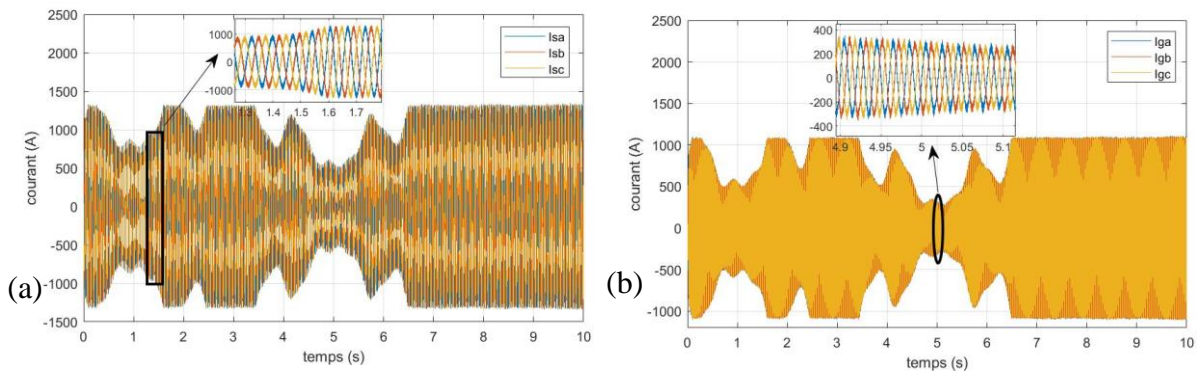 (a)
courant (A)
2500
2000
1500
1000
500
0
-500
-1000
-1500
0 1 2 3 4 5 6 7 8 9 10
temps (s)
Isa
Isb
Isc
1000
0
-1000
1.3 1.4 1.5 1.6 1.7
(b)
courant (A)
2500
2000
1500
1000
500
0
-500
-1000
0 1 2 3 4 5 6 7 8 9 10
temps (s)
Iga
Igb
Igc
400
200
0
-200
-400
4.9 4.95 5 5.05 5.1